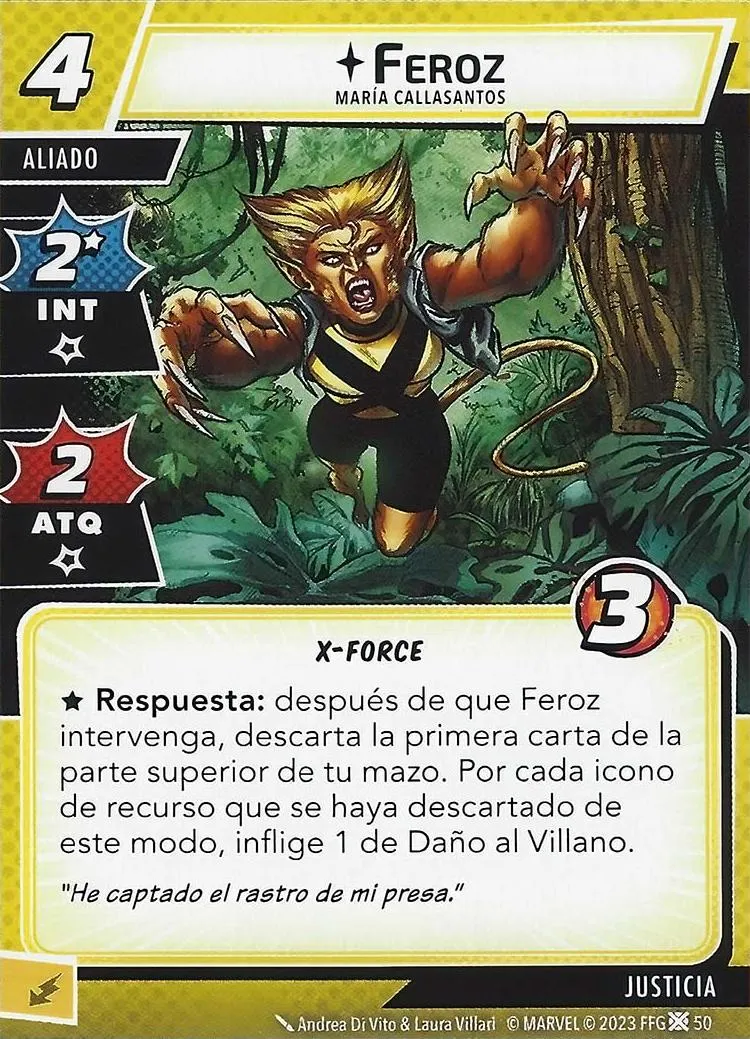 4
FEROZ
MARÍA CALLASANTOS
ALIADO
2
INT
2
ATQ
3
X-FORCE
Respuesta: después de que Feroz
intervenga, descarta la primera carta de la
parte superior de tu mazo. Por cada icono
de recurso que se haya descartado de
este modo, inflige 1 de Daño al Villano.
"He captado el rastro de mi presa."
JUSTICIA
Andrea Di Vito & Laura Villari © MARVEL © 2023 FFG 50